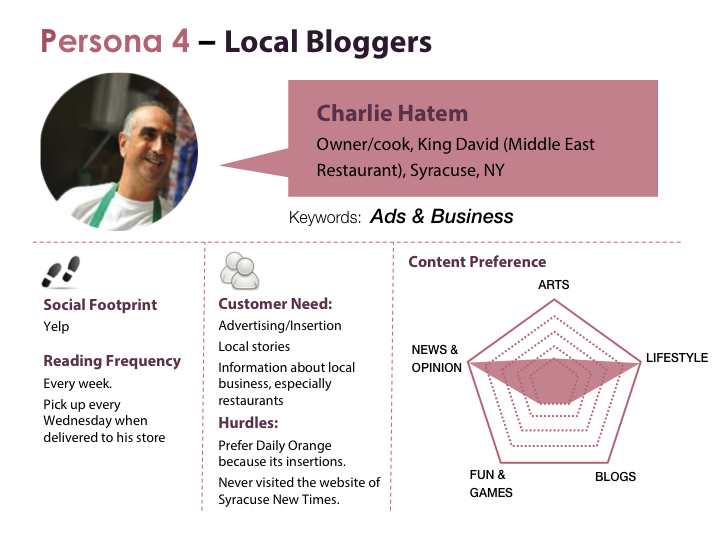 Persona 4 – Local Bloggers
Charlie Hatem
Owner/cook, King David (Middle East
Restaurant), Syracuse, NY
Keywords: Ads & Business
Social Footprint
Yelp
Reading Frequency
Every week.
Pick up every
Wednesday when
delivered to his store
Customer Need:
Advertising/Insertion
Local stories
Information about local
business, especially
restaurants
Hurdles:
Prefer Daily Orange
because its insertions.
Never visited the website of
Syracuse New Times.
Content Preference
ARTS
NEWS &
OPINION
LIFESTYLE
FUN &
GAMES
BLOGS